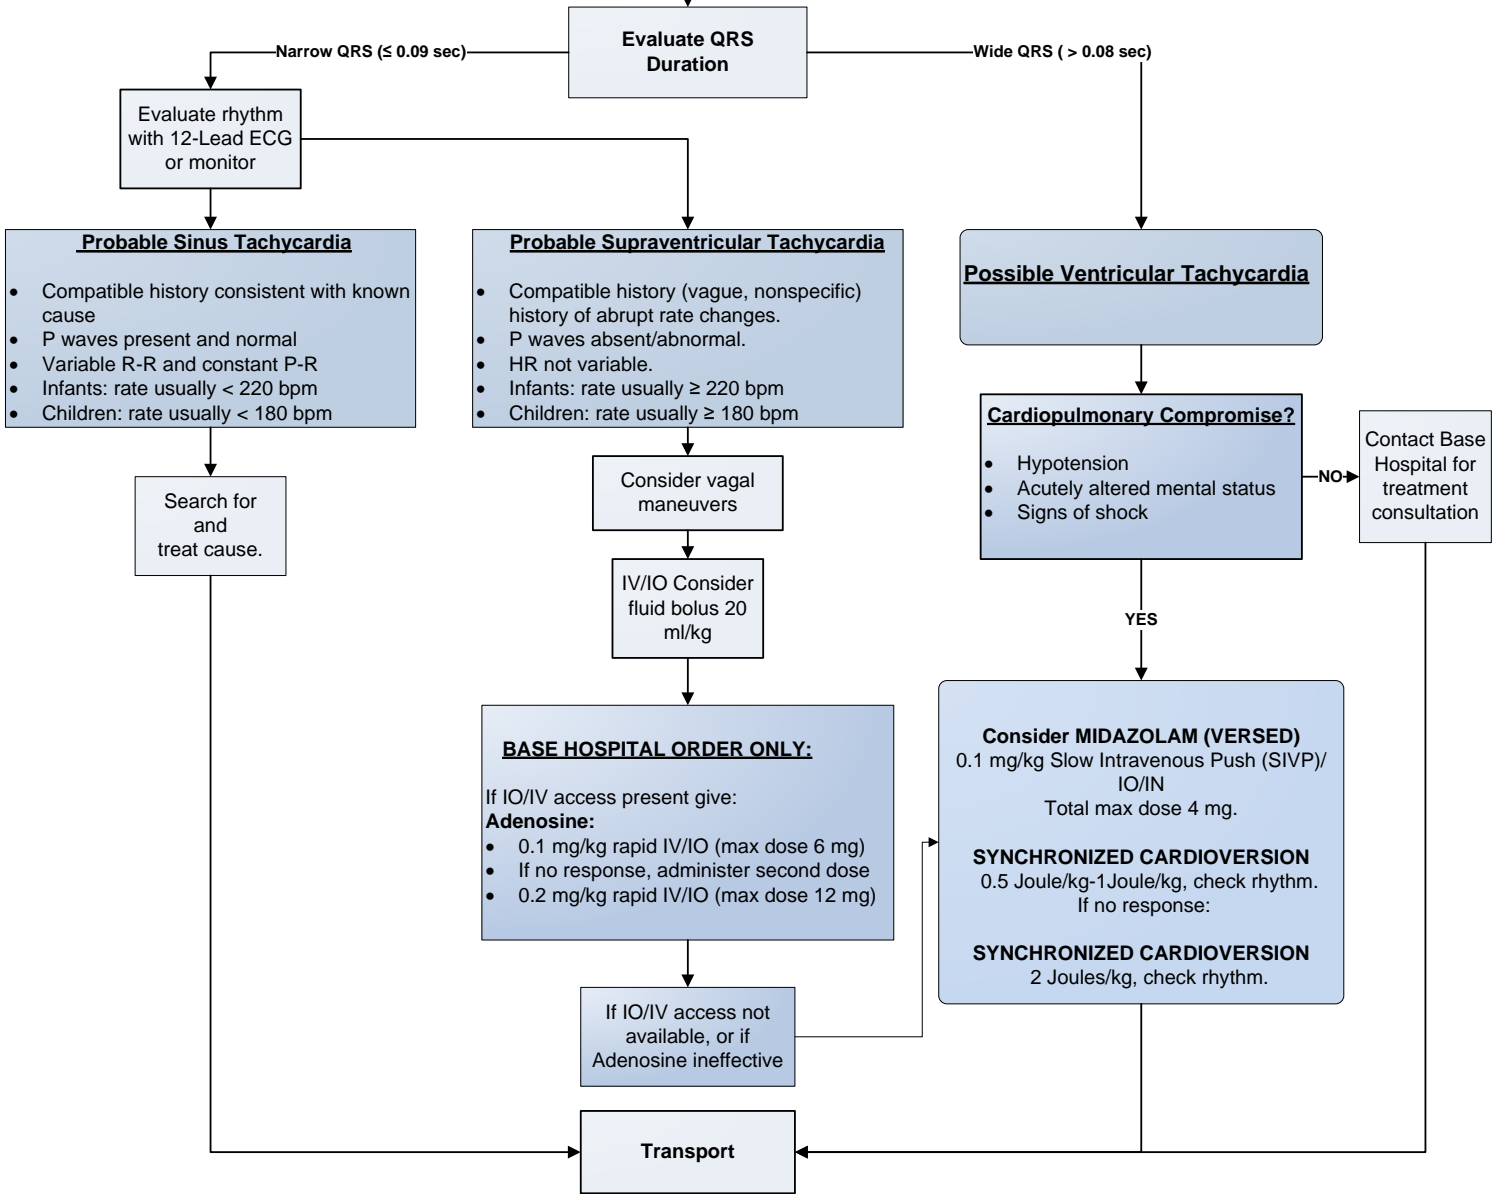 Evaluate QRS
Duration
Narrow QRS (≤ 0.09 sec)
Wide QRS ( > 0.08 sec)
Evaluate rhythm
with 12-Lead ECG
or monitor
Probable Sinus Tachycardia
• Compatible history consistent with known
cause
• P waves present and normal
• Variable R-R and constant P-R
• Infants: rate usually < 220 bpm
• Children: rate usually < 180 bpm
Search for
and
treat cause.
Probable Supraventricular Tachycardia
• Compatible history (vague, nonspecific)
history of abrupt rate changes.
• P waves absent/abnormal.
• HR not variable.
• Infants: rate usually ≥ 220 bpm
• Children: rate usually ≥ 180 bpm
Consider vagal
maneuvers
IV/IO Consider
fluid bolus 20
ml/kg
BASE HOSPITAL ORDER ONLY:
If IO/IV access present give:
Adenosine:
• 0.1 mg/kg rapid IV/IO (max dose 6 mg)
• If no response, administer second dose
• 0.2 mg/kg rapid IV/IO (max dose 12 mg)
If IO/IV access not
available, or if
Adenosine ineffective
Possible Ventricular Tachycardia
Cardiopulmonary Compromise?
• Hypotension
• Acutely altered mental status
• Signs of shock
NO
Contact Base
Hospital for
treatment
consultation
YES
Consider MIDAZOLAM (VERSED)
0.1 mg/kg Slow Intravenous Push (SIVP)/
IO/IN
Total max dose 4 mg.
SYNCHRONIZED CARDIOVERSION
0.5 Joule/kg-1Joule/kg, check rhythm.
If no response:
SYNCHRONIZED CARDIOVERSION
2 Joules/kg, check rhythm.
Transport